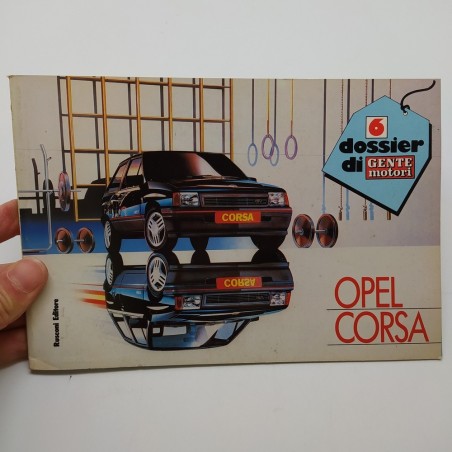 6
dossier
di GENTE
motori
CORSA
CORSA
OPEL
CORSA
Rusconi Editore